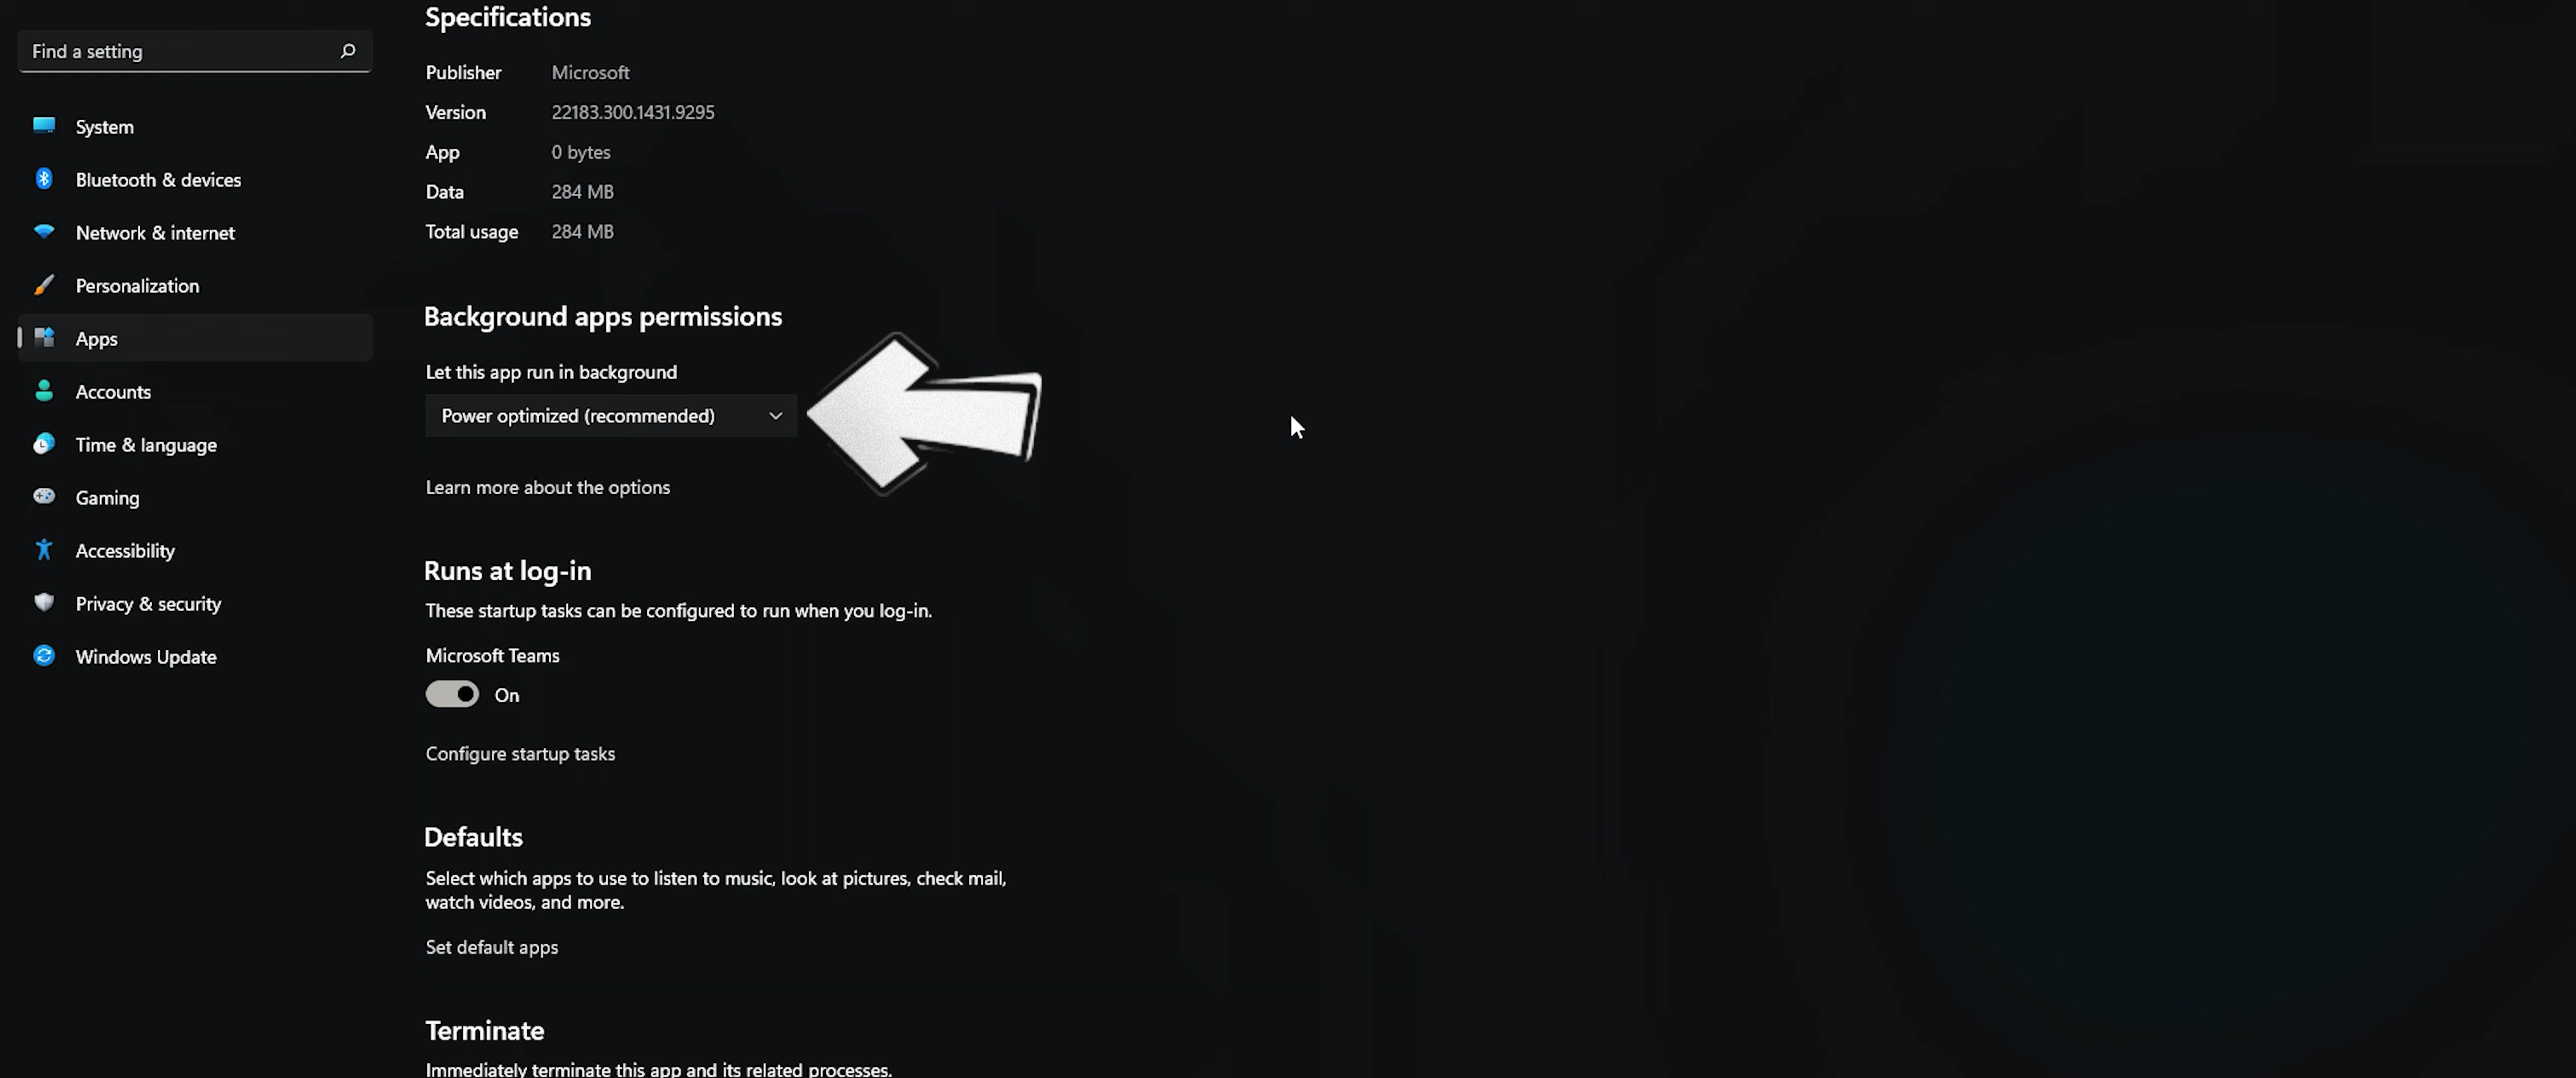 Find a setting
System
Bluetooth & devices
Network & internet
Personalization
Apps
Accounts
Time & language
Gaming
Accessibility
Privacy & security
Windows Update
Specifications
Publisher Microsoft
Version 22183.300.1431.9295
App 0 bytes
Data 284 MB
Total usage 284 MB
Background apps permissions
Let this app run in background
Power optimized (recommended)
Learn more about the options
Runs at log-in
These startup tasks can be configured to run when you log-in.
Microsoft Teams
On
Configure startup tasks
Defaults
Select which apps to use to listen to music, look at pictures, check mail,
watch videos, and more.
Set default apps
Terminate
Immediately terminate this app and its related processes.